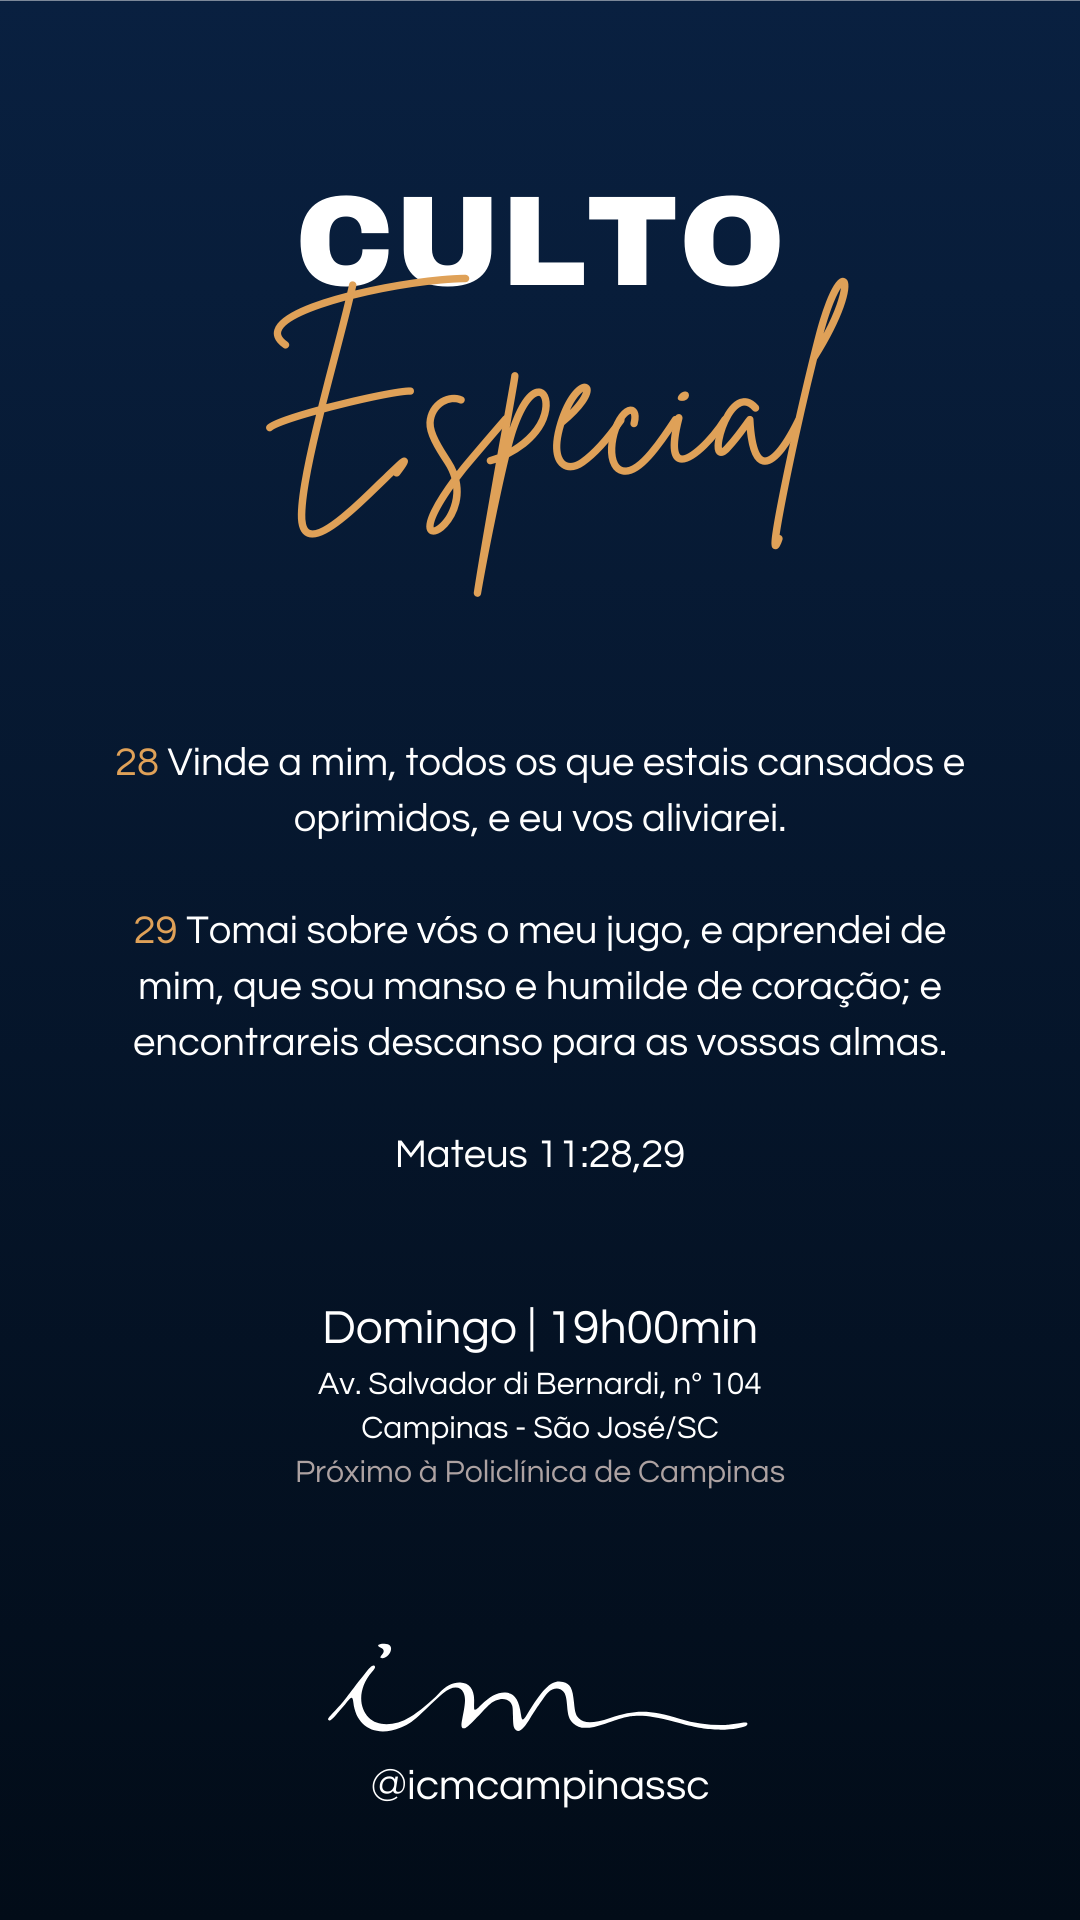 CULTO
Especial
28 Vinde a mim, todos os que estais cansados e
oprimidos, e eu vos aliviarei.
29 Tomai sobre vós o meu jugo, e aprendei de
mim, que sou manso e humilde de coração; e
encontrareis descanso para as vossas almas.
Mateus 11:28,29
Domingo | 19h00min
Av. Salvador di Bernardi, nº 104
Campinas - São José/SC
Próximo à Policlínica de Campinas
im
@icmcampinassc